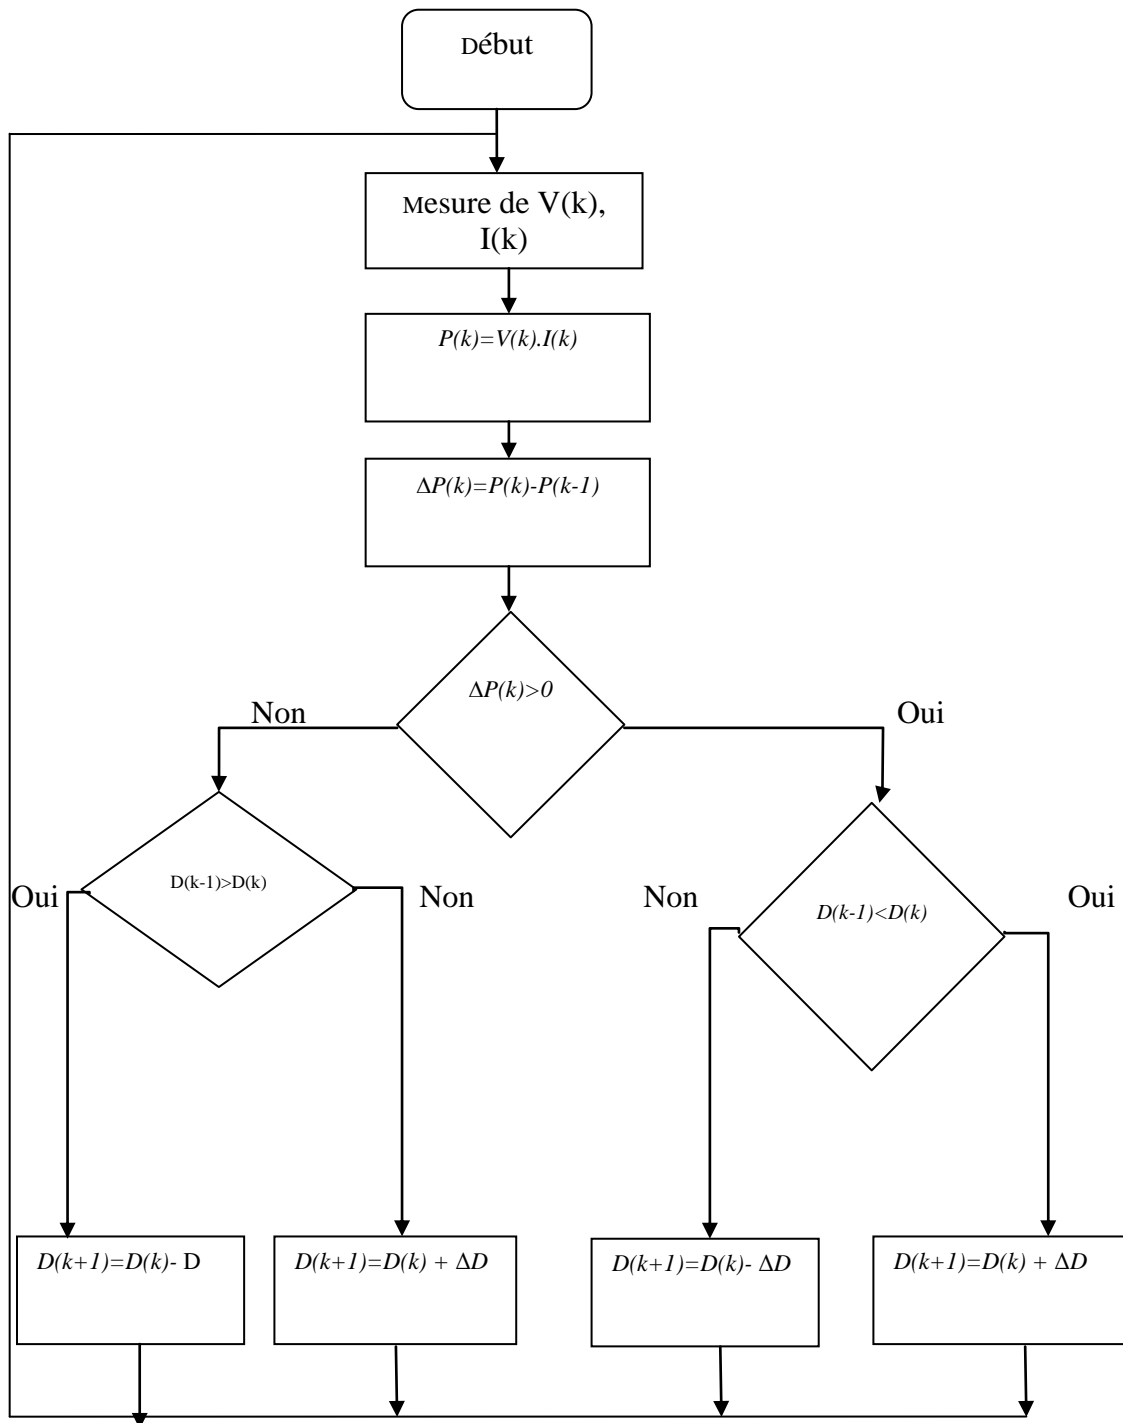 Début
Mesure de V(k),
I(k)
P(k)=V(k).I(k)
ΔP(k)=P(k)-P(k-1)
ΔP(k)>0
Non
Oui
D(k-1)>D(k)
Oui
Non
Non
D(k-1)<D(k)
Oui
D(k+1)=D(k)- D
D(k+1)=D(k) + ΔD
D(k+1)=D(k)- ΔD
D(k+1)=D(k) + ΔD